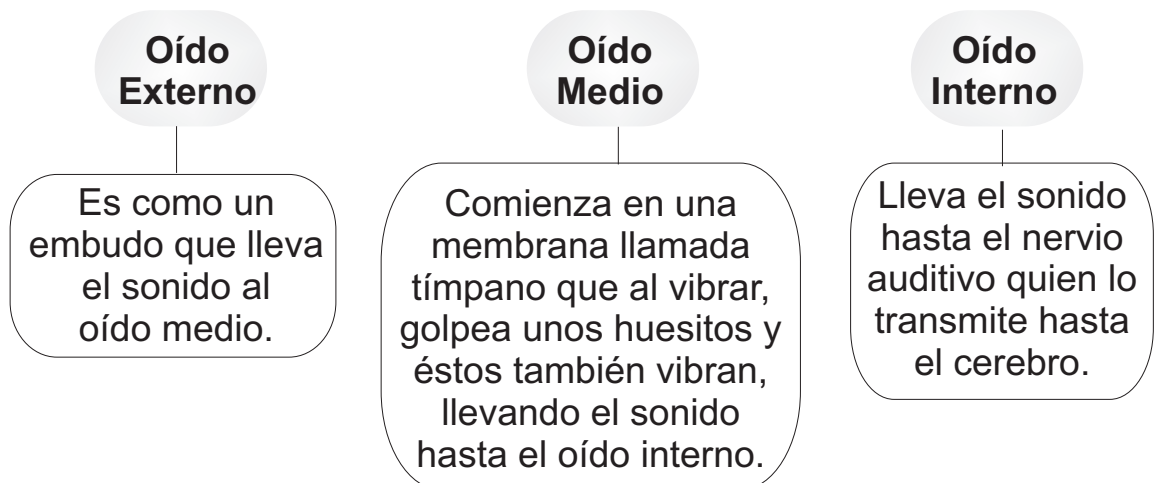 Oído
Externo
Es como un
embudo que lleva
el sonido al
oído medio.
Oído
Medio
Comienza en una
membrana llamada
tímpano que al vibrar,
golpea unos huesitos y
éstos también vibran,
llevando el sonido
hasta el oído interno.
Oído
Interno
Lleva el sonido
hasta el nervio
auditivo quien lo
transmite hasta
el cerebro.